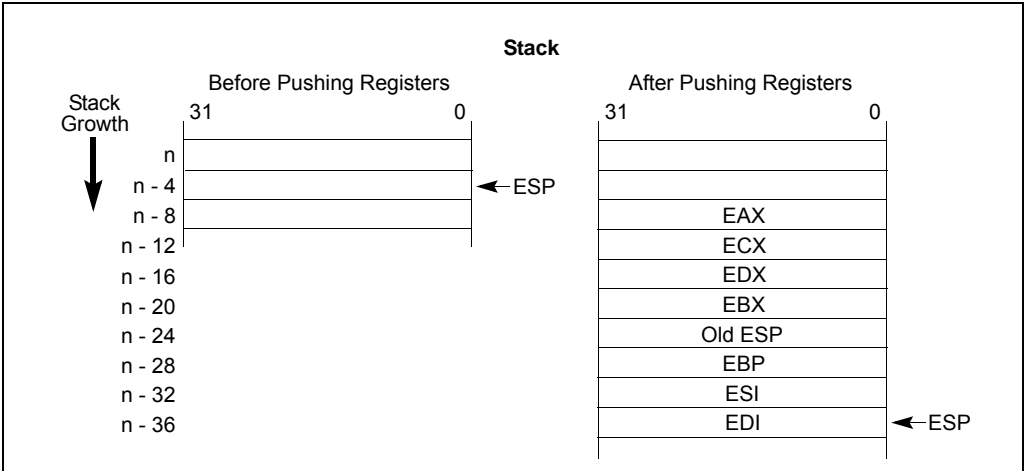 Stack
Before Pushing Registers
After Pushing Registers
Stack
Growth
31 0
31 0
n
n - 4
ESP
n - 8
EAX
n - 12
ECX
n - 16
EDX
n - 20
EBX
n - 24
Old ESP
n - 28
EBP
n - 32
ESI
n - 36
EDI
ESP